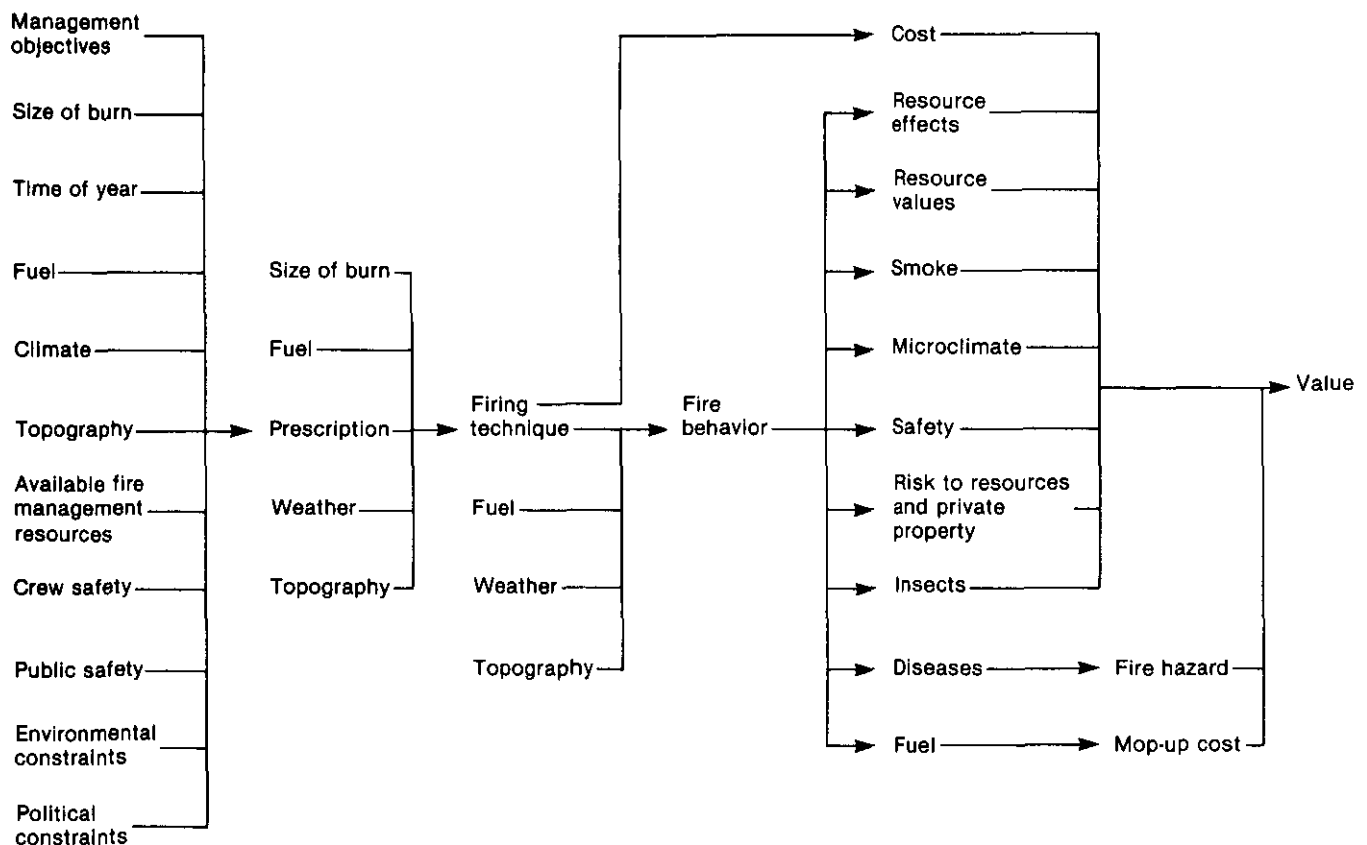 Management
objectives
Size of burn
Time of year
Fuel
Climate
Topography
Available fire
management
resources
Crew safety
Public safety
Environmental
constraints
Political
constraints
Size of burn
Fuel
Prescription
Weather
Topography
Firing
technique
Fuel
Weather
Topography
Fire
behavior
Cost
Resource
effects
Resource
values
Smoke
Microclimate
Safety
Risk to resources
and private
property
Insects
Diseases
Fuel
Fire hazard
Mop-up cost
Value